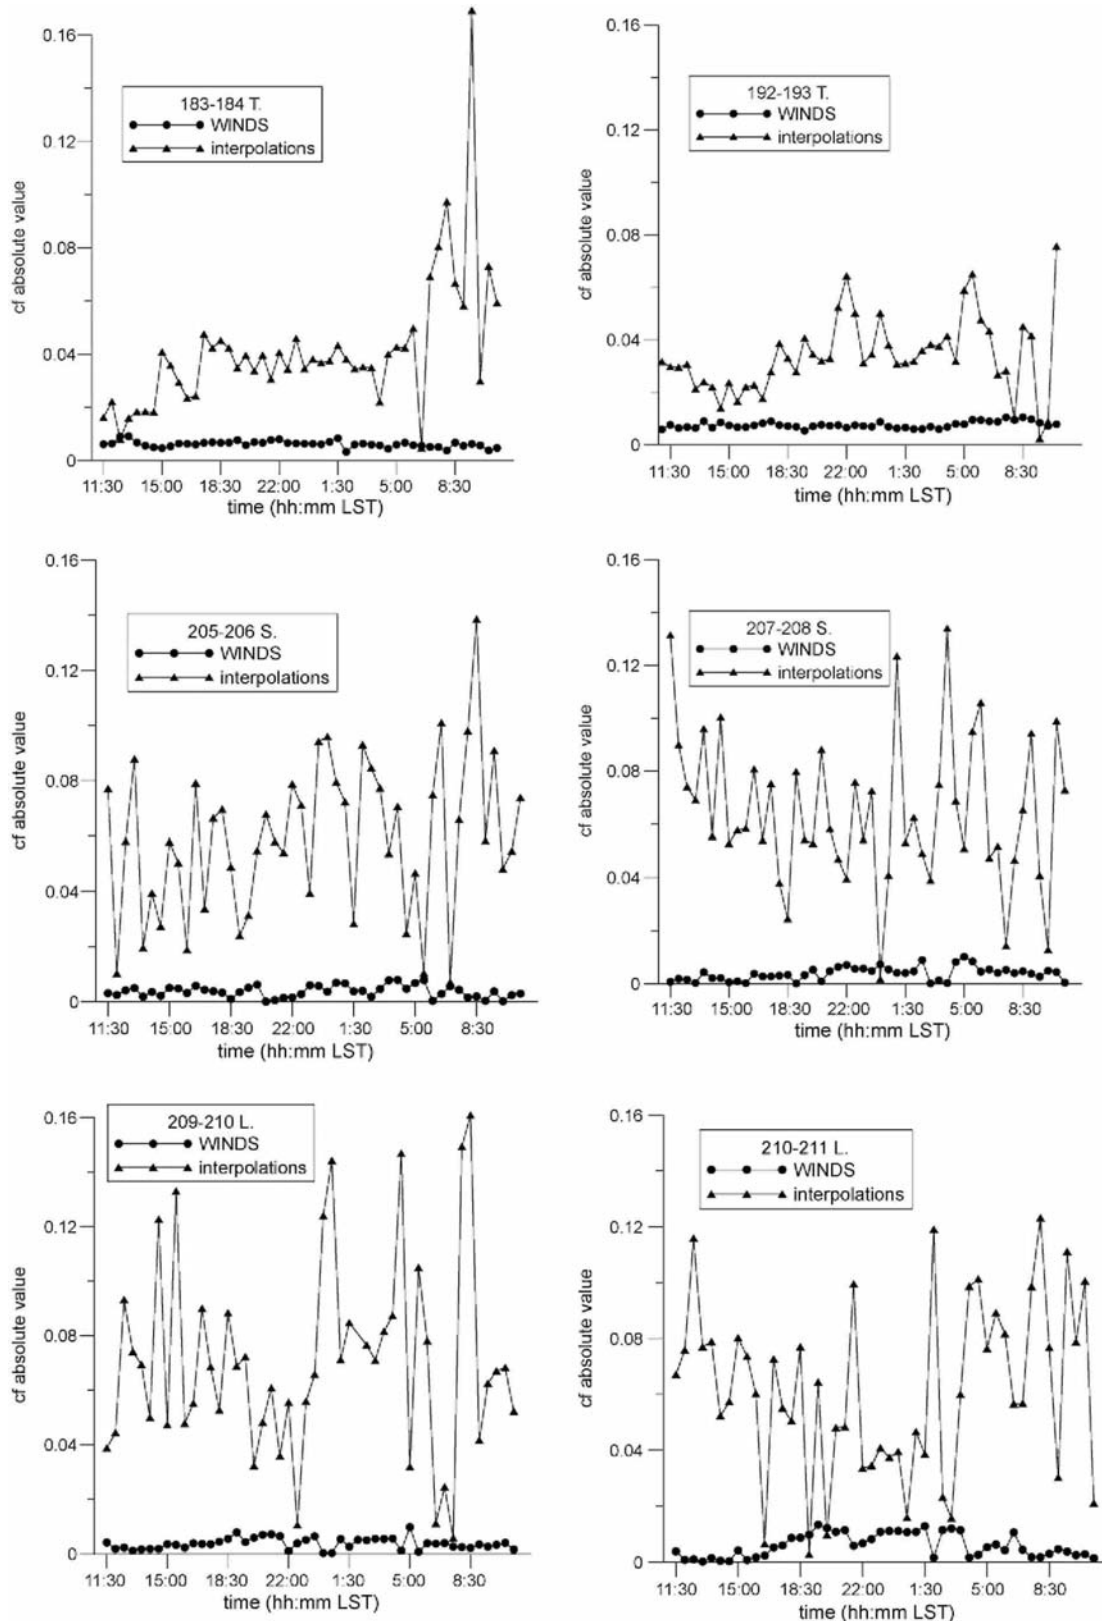 183-184 T.
WINDS
interpolations
0.16
0.12
0.08
0.04
0
cf absolute value
11:30 15:00 18:30 22:00 1:30 5:00 8:30
time (hh:mm LST)
192-193 T.
WINDS
interpolations
0.16
0.12
0.08
0.04
0
cf absolute value
11:30 15:00 18:30 22:00 1:30 5:00 8:30
time (hh:mm LST)
205-206 S.
WINDS
interpolations
0.16
0.12
0.08
0.04
0
cf absolute value
11:30 15:00 18:30 22:00 1:30 5:00 8:30
time (hh:mm LST)
207-208 S.
WINDS
interpolations
0.16
0.12
0.08
0.04
0
cf absolute value
11:30 15:00 18:30 22:00 1:30 5:00 8:30
time (hh:mm LST)
209-210 L.
WINDS
interpolations
0.16
0.12
0.08
0.04
0
cf absolute value
11:30 15:00 18:30 22:00 1:30 5:00 8:30
time (hh:mm LST)
210-211 L.
WINDS
interpolations
0.16
0.12
0.08
0.04
0
cf absolute value
11:30 15:00 18:30 22:00 1:30 5:00 8:30
time (hh:mm LST)